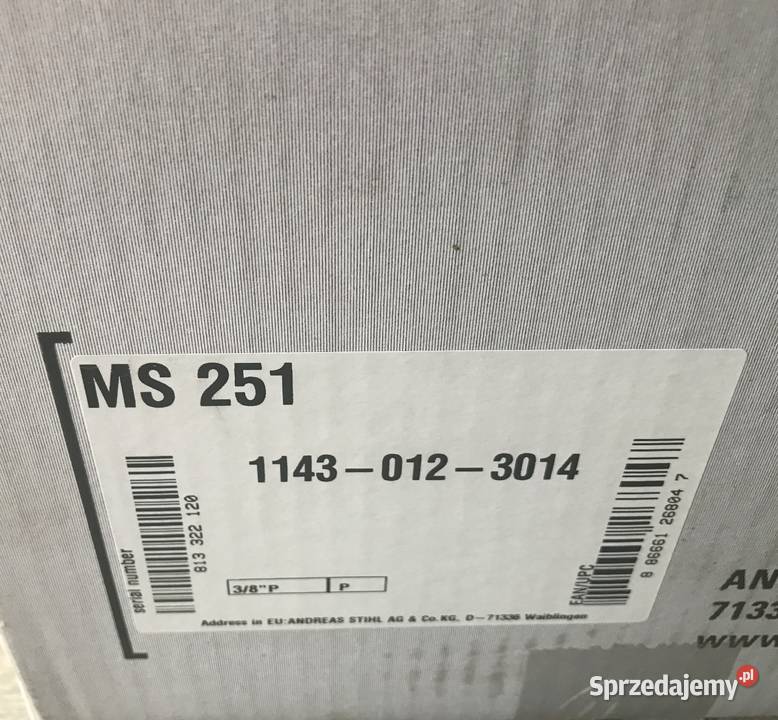 MS 251
1143-012-3014
serial number
813 322 120
3/8"P P
EAN/UPC
8 86661 26804 7
Address in EU:ANDREAS STIHL AG & Co.KG, D-71336 Waiblingen
AN
7133
www
Sprzedajemy.pl